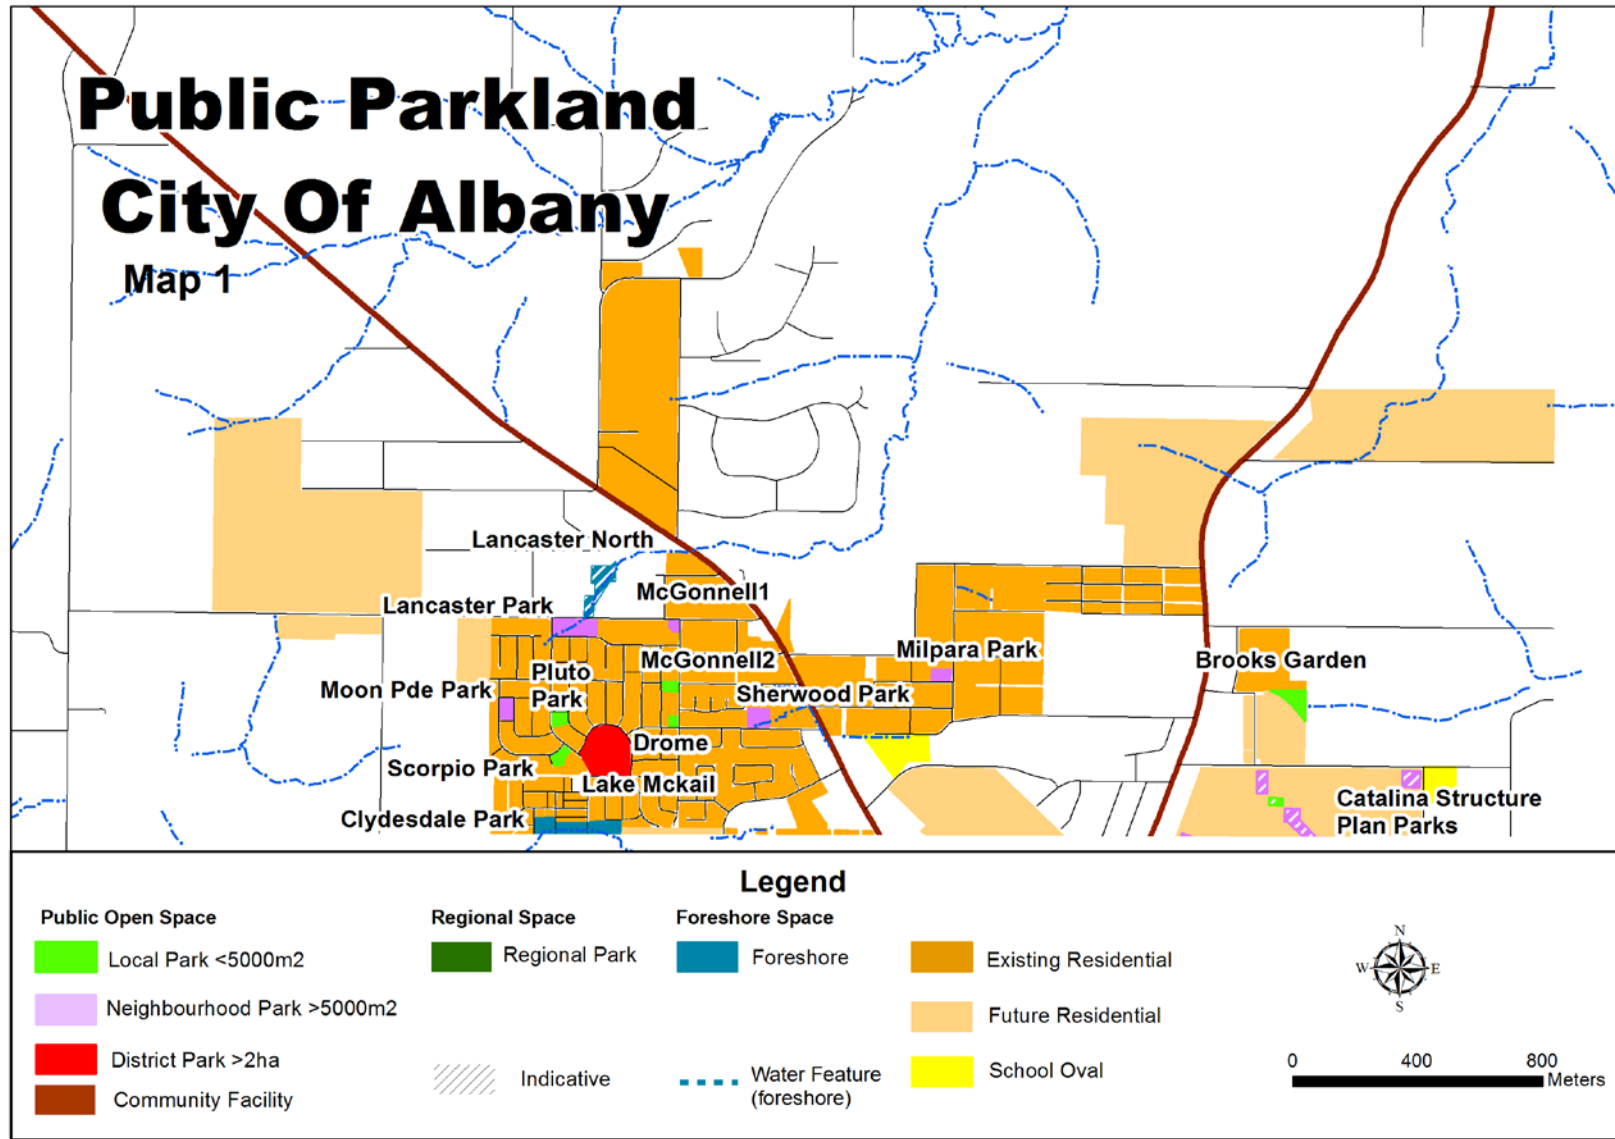 Public Parkland
City Of Albany
Map 1
Lancaster North
McGonnell1
Lancaster Park
Milpara Park
McGonnell2
Brooks Garden
Pluto
Park
Moon Pde Park
Sherwood Park
Drome
Scorpio Park
Lake Mckail
Catalina Structure
Plan Parks
Clydesdale Park
Legend
Public Open Space
Local Park <5000m2
Neighbourhood Park >5000m2
District Park >2ha
Community Facility
Regional Space
Regional Park
Indicative
Foreshore Space
Foreshore
Water Feature
(foreshore)
Existing Residential
Future Residential
School Oval
N
W E
S
0 400 800
Meters